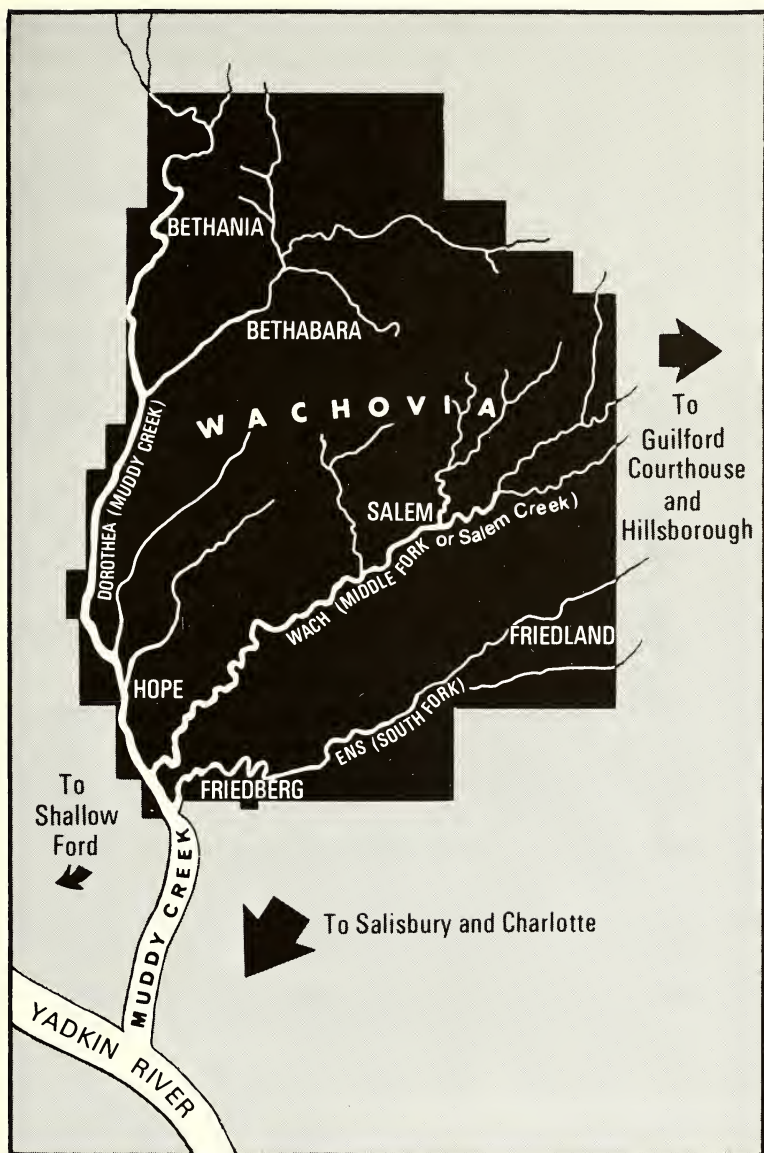 BETHANIA
BETHABARA
WACHOVIA
DOROTHEA (MUDDY CREEK)
SALEM
WACH (MIDDLE FORK or Salem Creek)
To
Guilford
Courthouse
and
Hillsborough
FRIEDLAND
HOPE
ENS (SOUTH FORK)
FRIEDBERG
To
Shallow
Ford
MUDDY CREEK
To Salisbury and Charlotte
YADKIN RIVER